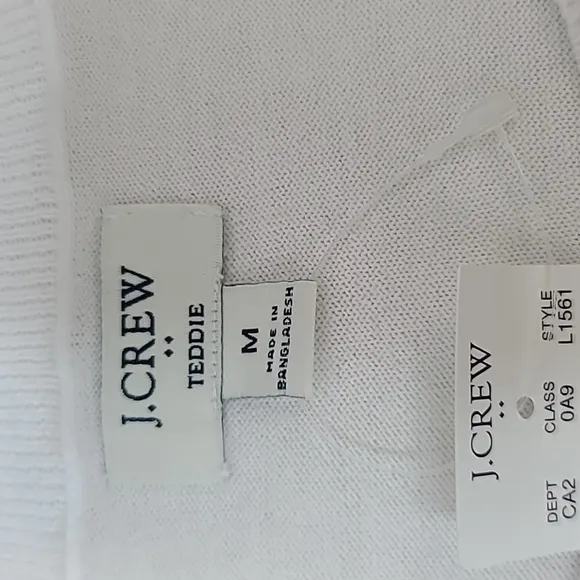 J.CREW
TEDDIE
M
MADE IN
BANGLADESH
J.CREW
DEPT CLASS STYLE
CA2 0A9 L1561